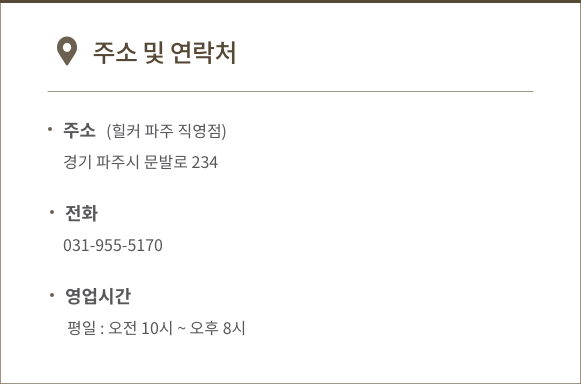 주소 및 연락처
• 주소 (힐커 파주 직영점)
경기 파주시 문발로 234
• 전화
031-955-5170
• 영업시간
평일 : 오전 10시 ~ 오후 8시